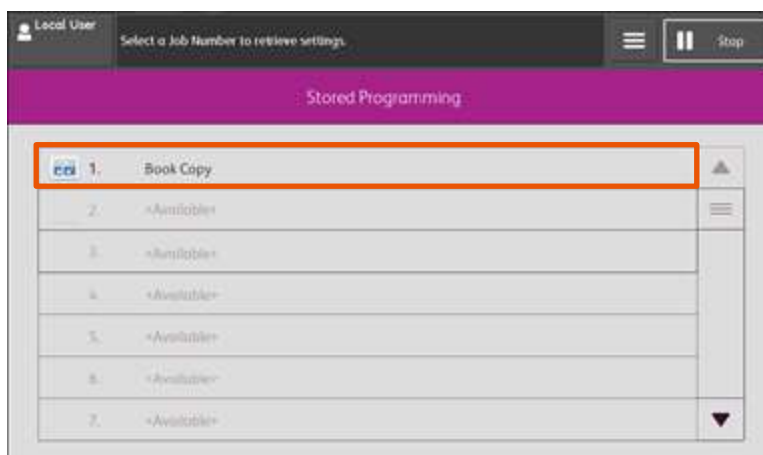 Local User
Select a Job Number to retrieve settings.
Stop
Stored Programming
1. Book Copy
2. <Available>
3. <Available>
4. <Available>
5. <Available>
6. <Available>
7. <Available>